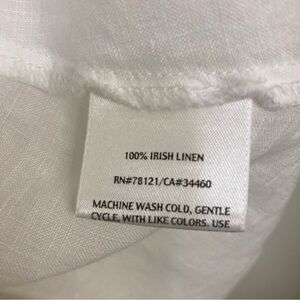 100% IRISH LINEN
RN#78121/CA#34460
MACHINE WASH COLD, GENTLE
CYCLE, WITH LIKE COLORS. USE